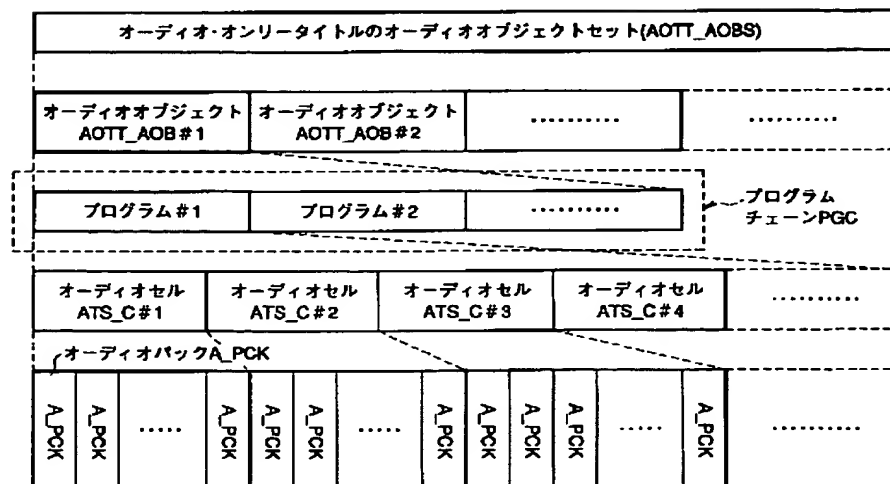 オーディオ・オンリータイトルのオーディオオブジェクトセット(AOTT_AOBS)
オーディオオブジェクト
AOTT_AOB#1
オーディオオブジェクト
AOTT_AOB#2
··········
··········
プログラム#1
プログラム#2
··········
プログラム
チェーンPGC
オーディオセル
ATS_C#1
オーディオセル
ATS_C#2
オーディオセル
ATS_C#3
オーディオセル
ATS_C#4
··········
オーディオパックA_PCK
A_PCK
A_PCK
·····
A_PCK
A_PCK
A_PCK
·····
A_PCK
A_PCK
A_PCK
A_PCK
·····
A_PCK
··········